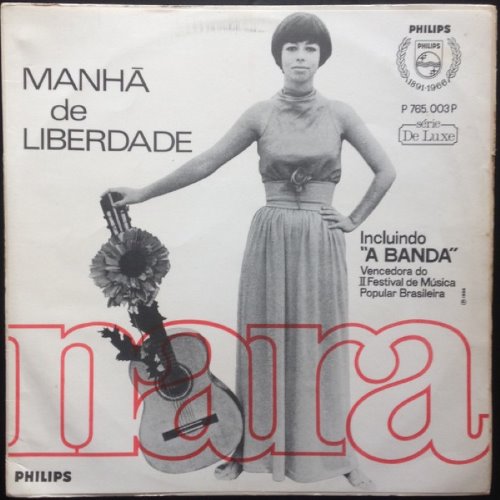 MANHÃ
de
LIBERDADE
PHILIPS
PHILIPS
1891-1966
P 765.003 P
série
De Luxe
Incluindo
"A BANDA"
Vencedora do
II Festival de Música
Popular Brasileira
nara
PHILIPS